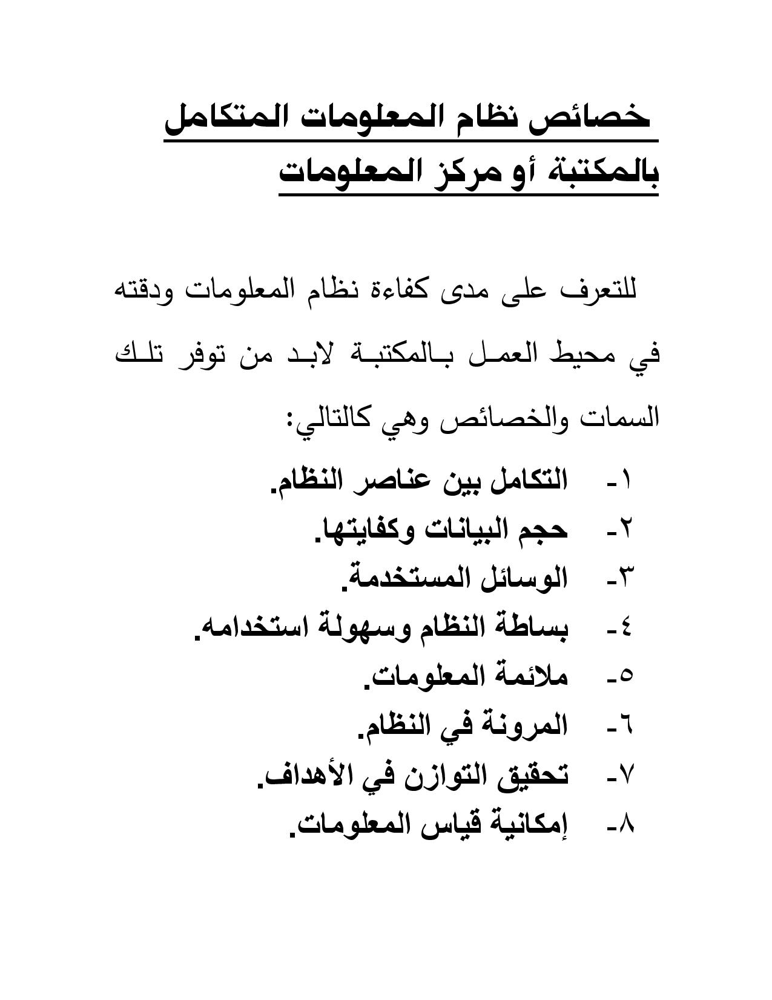 خصائص نظام المعلومات المتكامل
بالمكتبة أو مركز المعلومات
للتعرف على مدى كفاءة نظام المعلومات ودقته
في محيط العمل بالمكتبة لابد من توفر تلك
السمات والخصائص وهي كالتالي:
١- التكامل بين عناصر النظام.
٢- حجم البيانات وكفايتها.
٣- الوسائل المستخدمة.
٤- بساطة النظام وسهولة استخدامه.
٥- ملائمة المعلومات.
٦- المرونة في النظام.
٧- تحقيق التوازن في الأهداف.
٨- إمكانية قياس المعلومات.